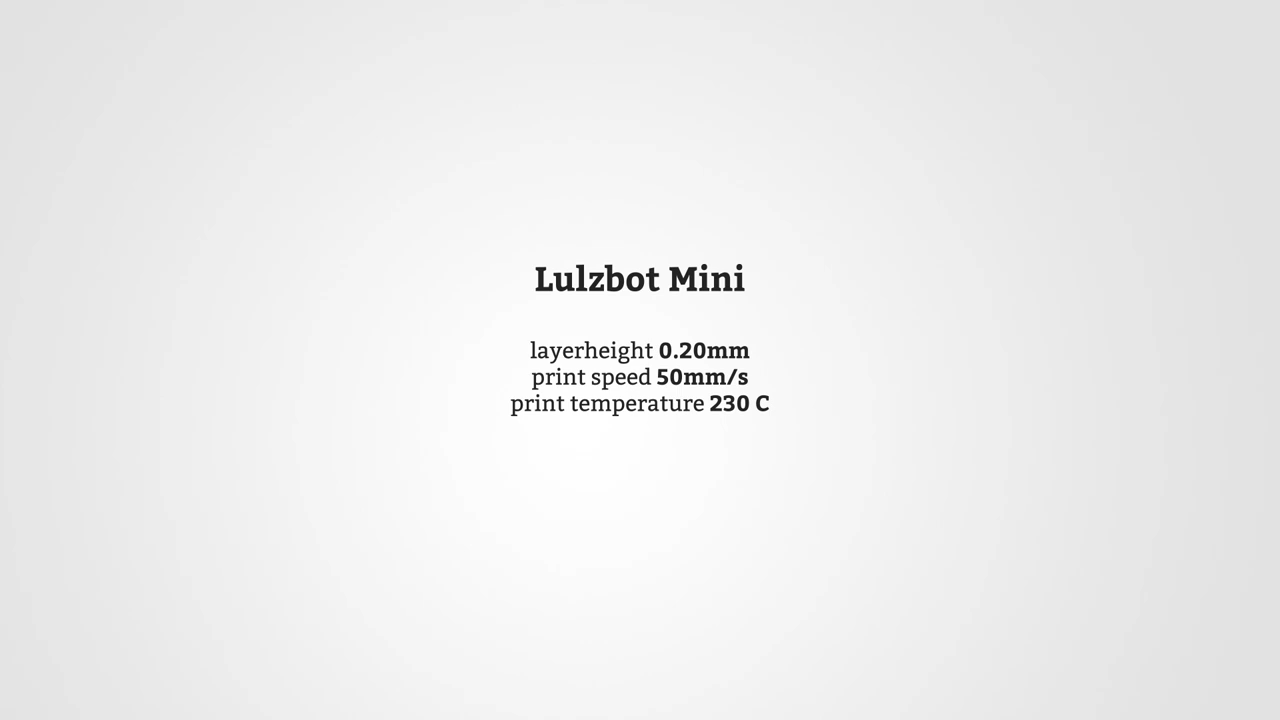 Lulzbot Mini
layerheight 0.20mm
print speed 50mm/s
print temperature 230 C